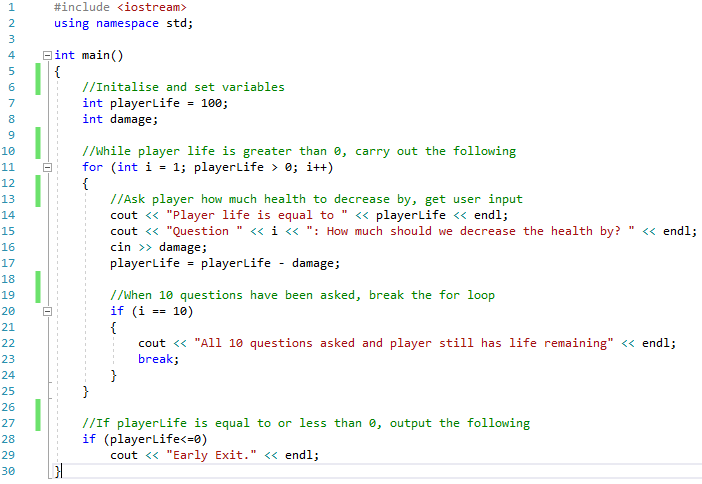 1 #include <iostream>
2 using namespace std;
3
4 int main()
5 {
6 //Initalise and set variables
7 int playerLife = 100;
8 int damage;
9
10 //While player life is greater than 0, carry out the following
11 for (int i = 1; playerLife > 0; i++)
12 {
13 //Ask player how much health to decrease by, get user input
14 cout << "Player life is equal to " << playerLife << endl;
15 cout << "Question " << i << ": How much should we decrease the health by? " << endl;
16 cin >> damage;
17 playerLife = playerLife - damage;
18
19 //When 10 questions have been asked, break the for loop
20 if (i == 10)
21 {
22 cout << "All 10 questions asked and player still has life remaining" << endl;
23 break;
24 }
25 }
26
27 //If playerLife is equal to or less than 0, output the following
28 if (playerLife<=0)
29 cout << "Early Exit." << endl;
30 }